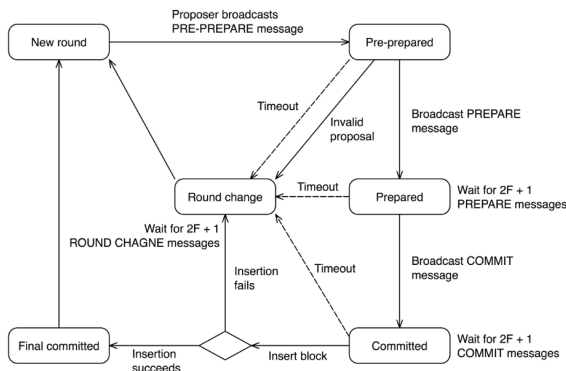 Proposer broadcasts
PRE-PREPARE message
New round
Pre-prepared
Timeout
Invalid
proposal
Broadcast PREPARE
message
Round change
Timeout
Prepared
Wait for 2F + 1
PREPARE messages
Wait for 2F + 1
ROUND CHAGNE messages
Insertion
fails
Timeout
Broadcast COMMIT
message
Final committed
Insertion
succeeds
Insert block
Committed
Wait for 2F + 1
COMMIT messages